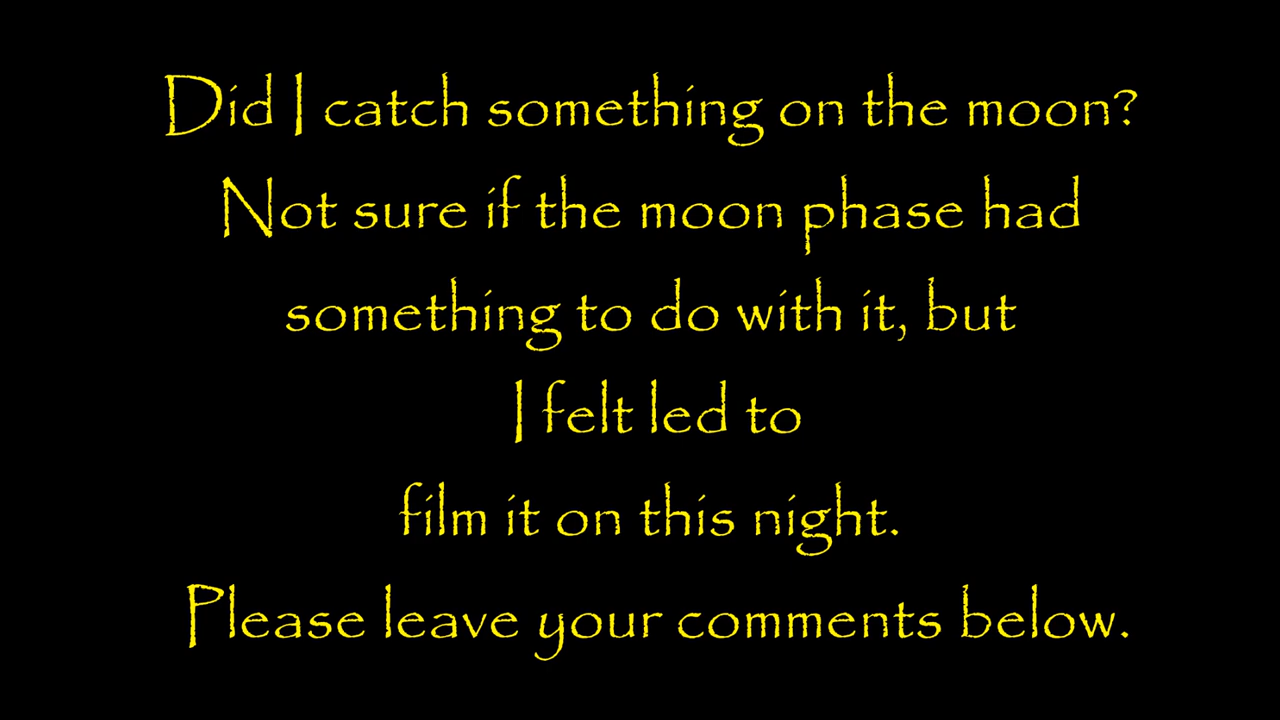 Did I catch something on the moon?
Not sure if the moon phase had
something to do with it, but
I felt led to
film it on this night.
Please leave your comments below.